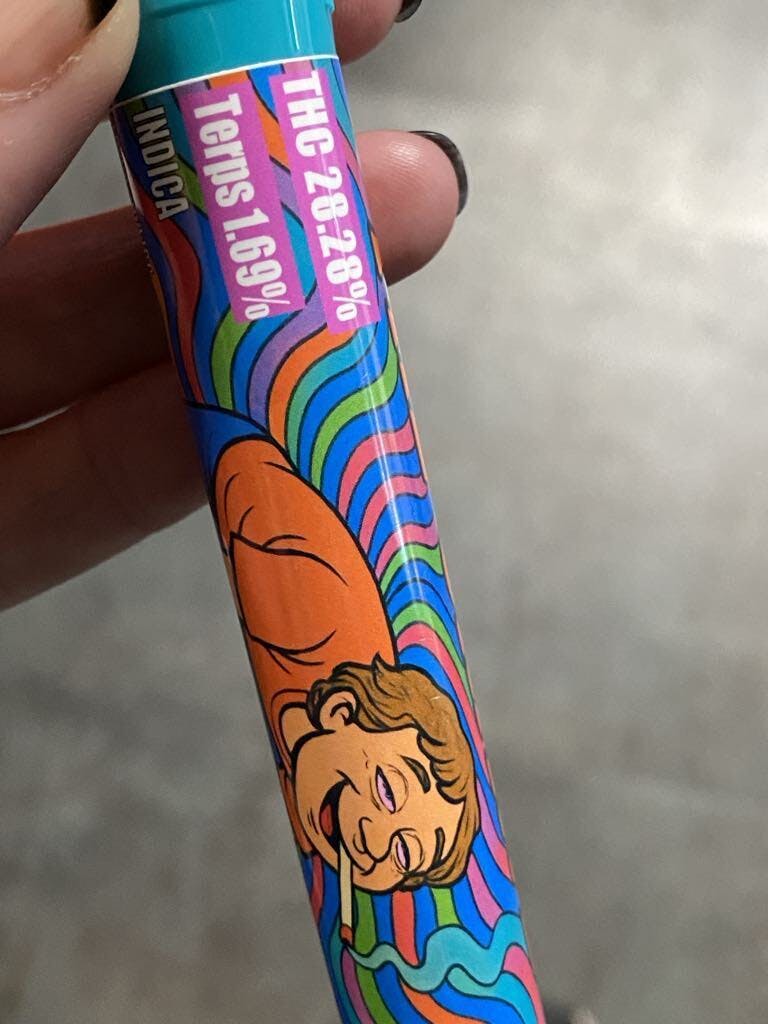 THC 28.28%
Terps 1.69%
INDICA